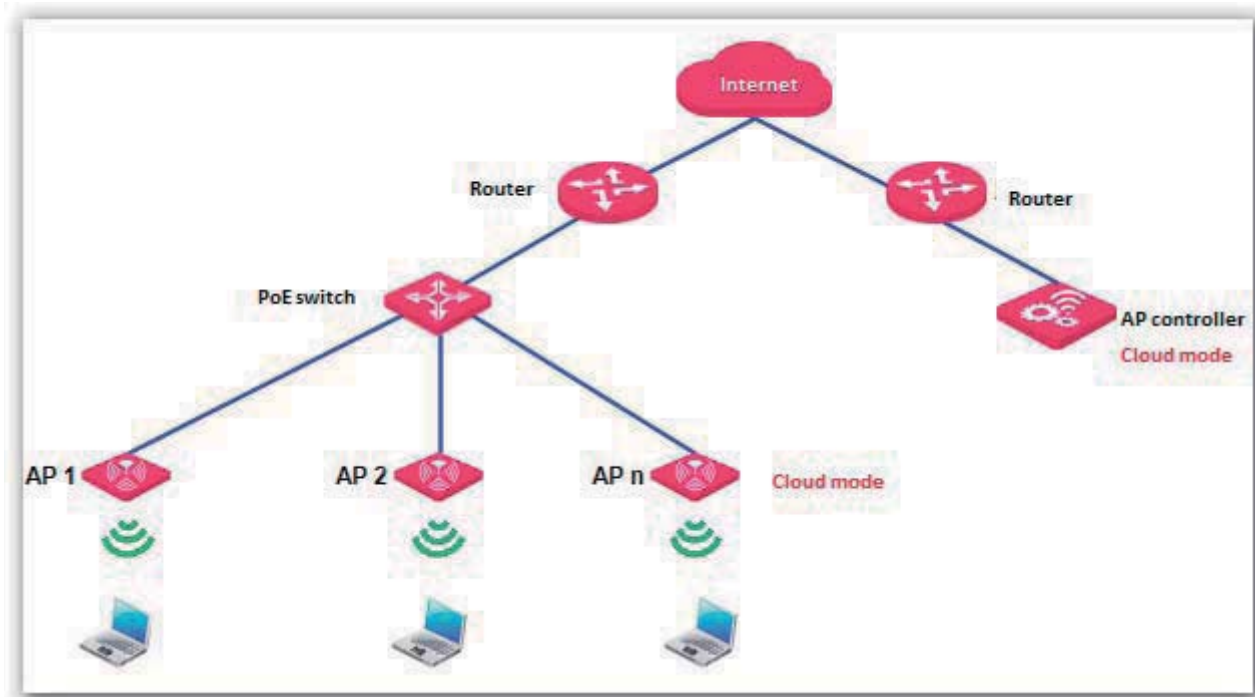 Internet
Router
Router
PoE switch
AP controller
Cloud mode
AP 1
AP 2
AP n
Cloud mode